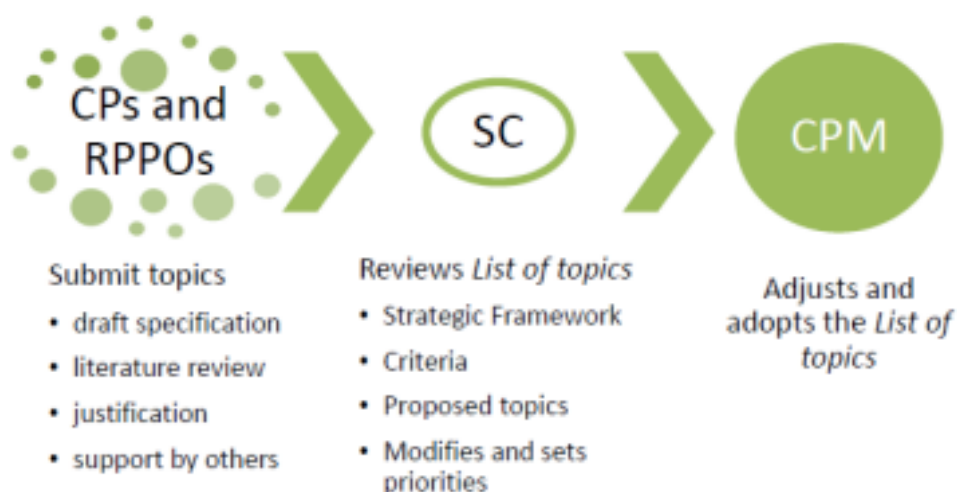 CPs and
RPPOs
Submit topics
• draft specification
• literature review
• justification
• support by others
SC
Reviews List of topics
• Strategic Framework
• Criteria
• Proposed topics
• Modifies and sets
priorities
CPM
Adjusts and
adopts the List of
topics